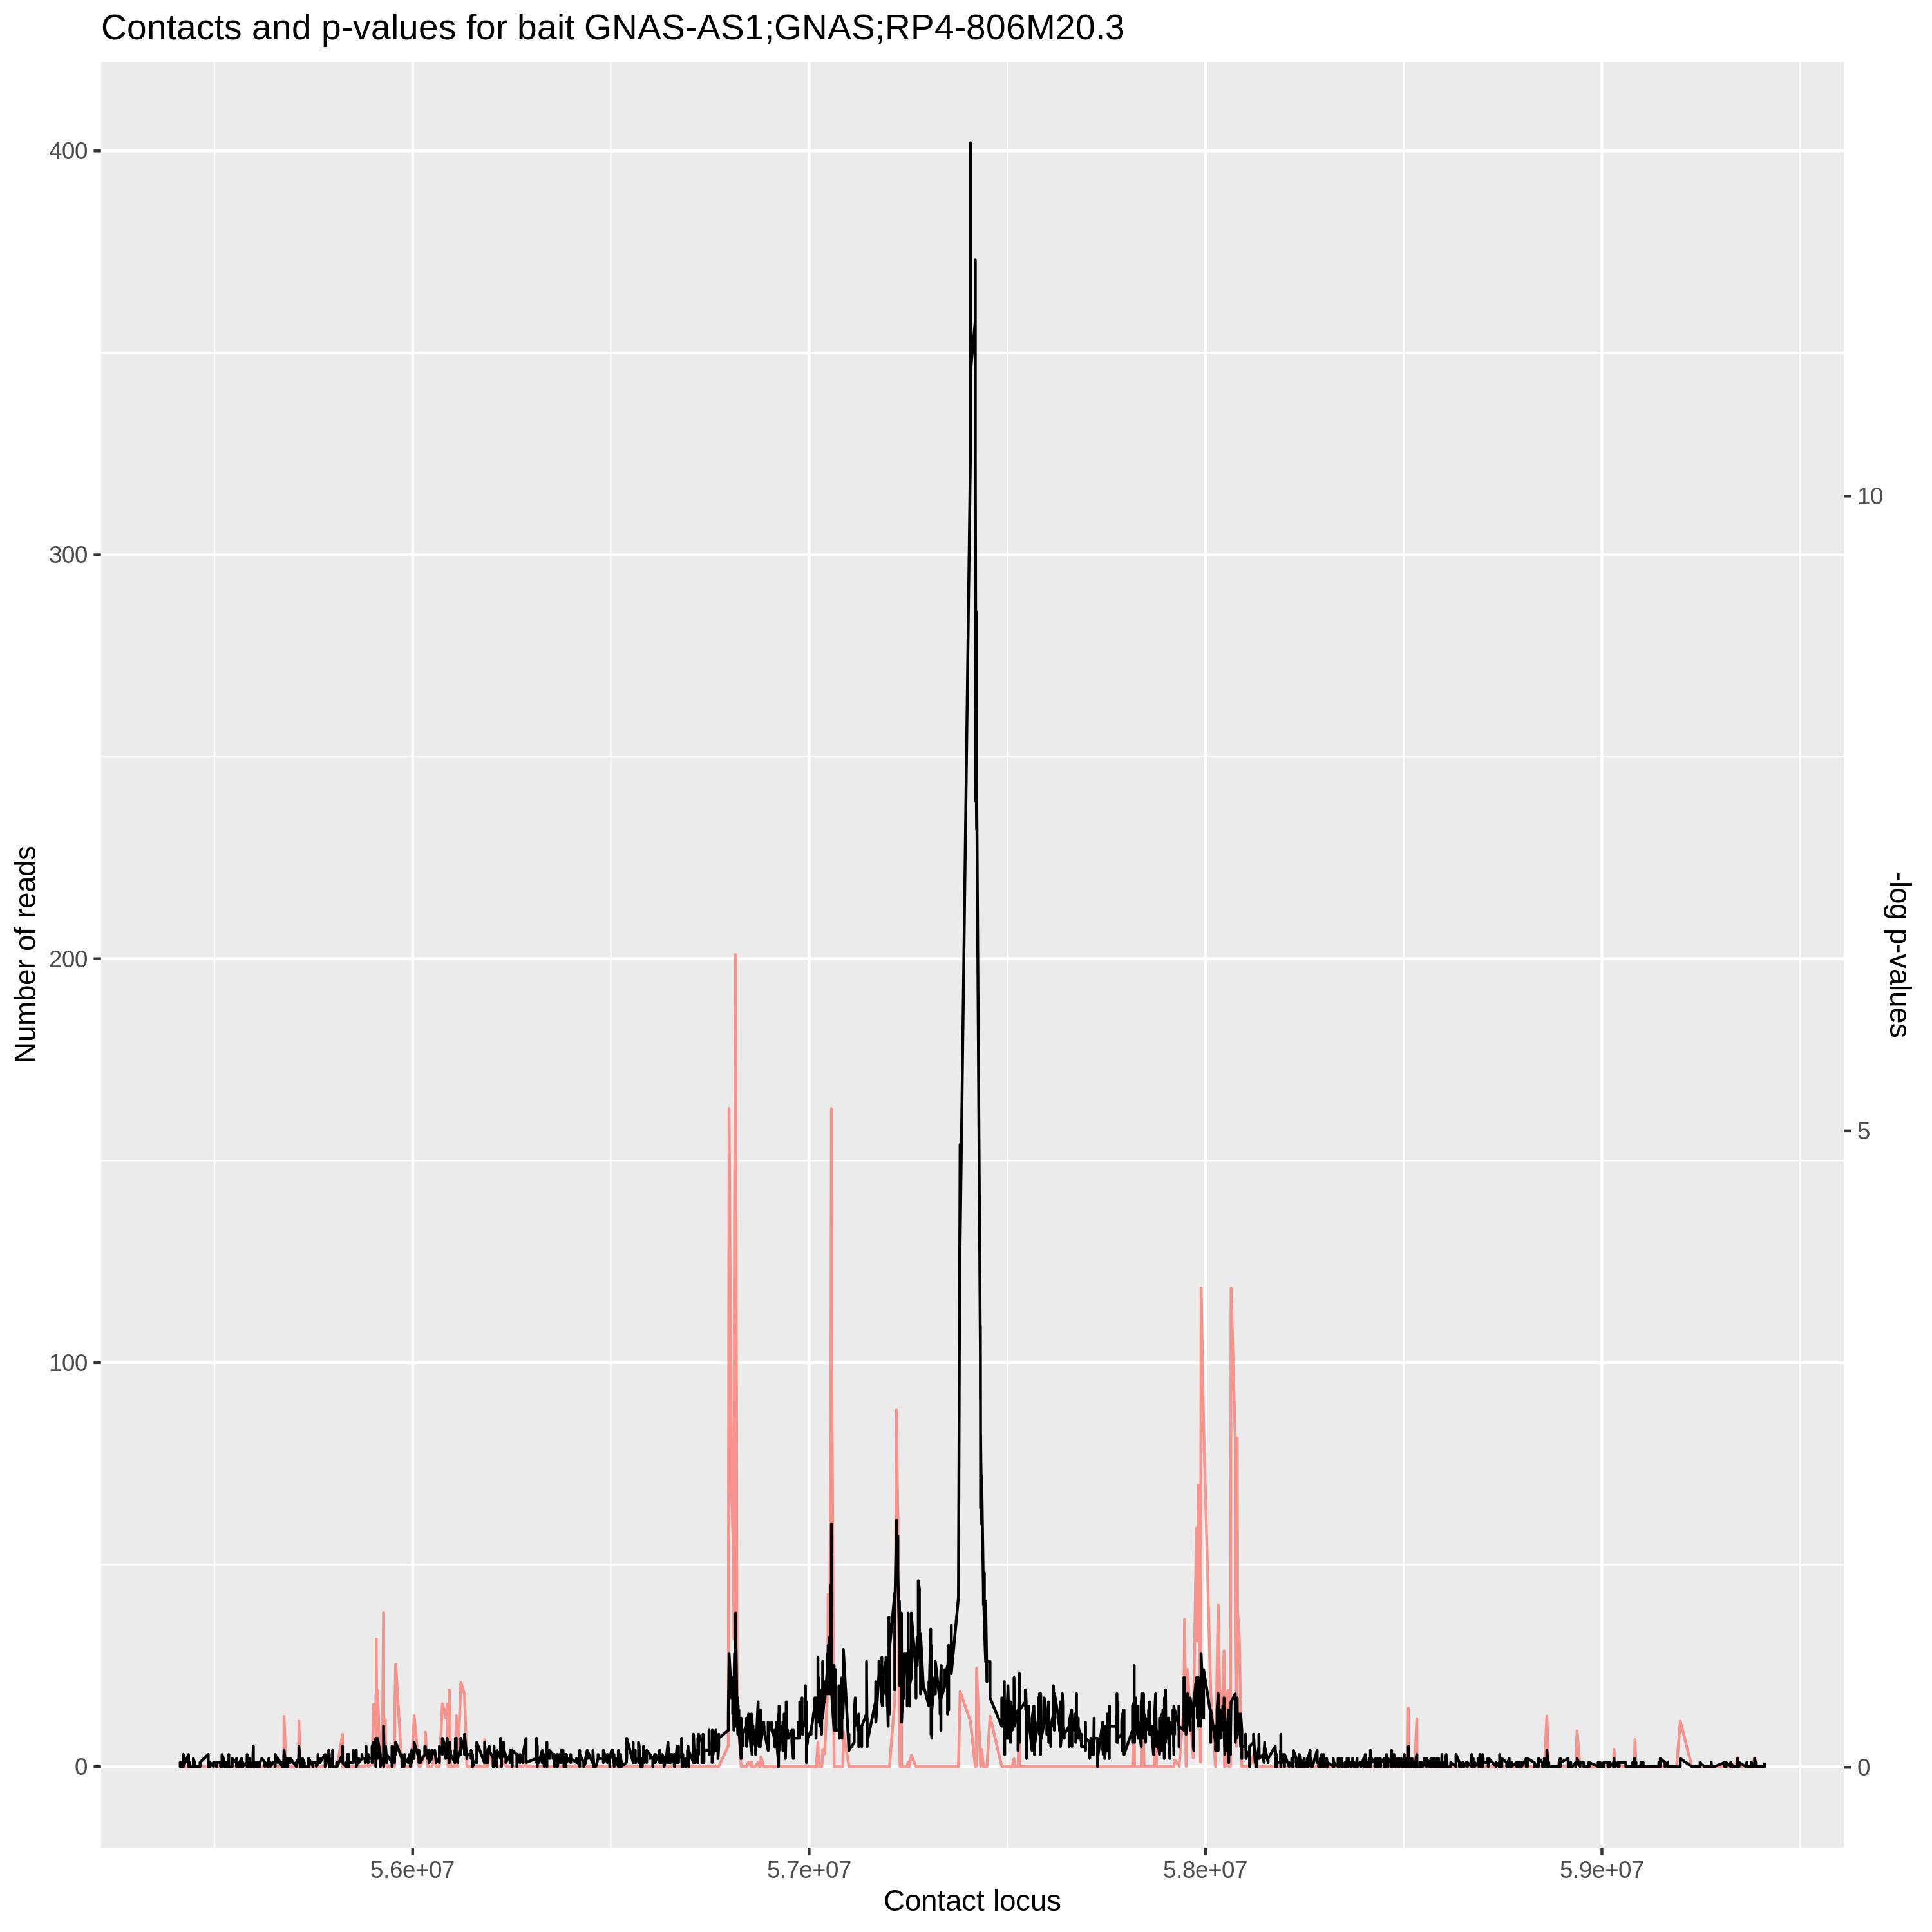 Contacts and p-values for bait GNAS-AS1;GNAS;RP4-806M20.3
400
300
200
100
0
Number of reads
10
5
0
-log p-values
5.6e+07 5.7e+07 5.8e+07 5.9e+07
Contact locus